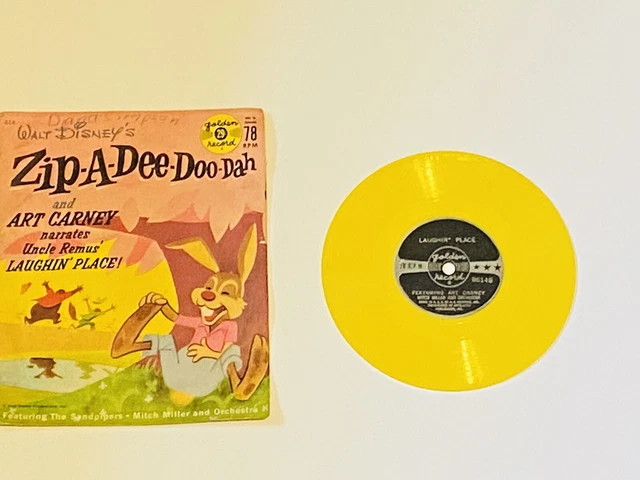 WALT DISNEY'S
Zip-A-Dee-Doo-Dah
golden
29
record
78
RPM
and
ART CARNEY
narrates
Uncle Remus'
LAUGHIN' PLACE!
Featuring The Sandpipers - Mitch Miller and Orchestra
LAUGHIN' PLACE
golden
record
FEATURING ART CARNEY
MITCH MILLER AND ORCHESTRA